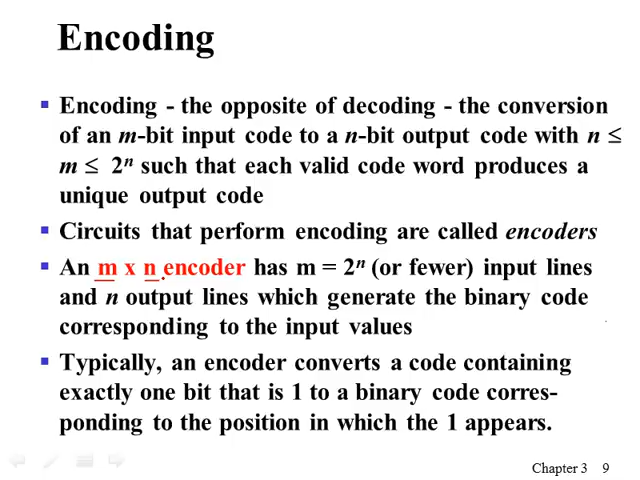 Encoding
▪ Encoding - the opposite of decoding - the conversion
of an m-bit input code to a n-bit output code with n ≤
m ≤ 2ⁿ such that each valid code word produces a
unique output code
▪ Circuits that perform encoding are called encoders
▪ An m x n encoder has m = 2ⁿ (or fewer) input lines
and n output lines which generate the binary code
corresponding to the input values
▪ Typically, an encoder converts a code containing
exactly one bit that is 1 to a binary code corres-
ponding to the position in which the 1 appears.
Chapter 3 9